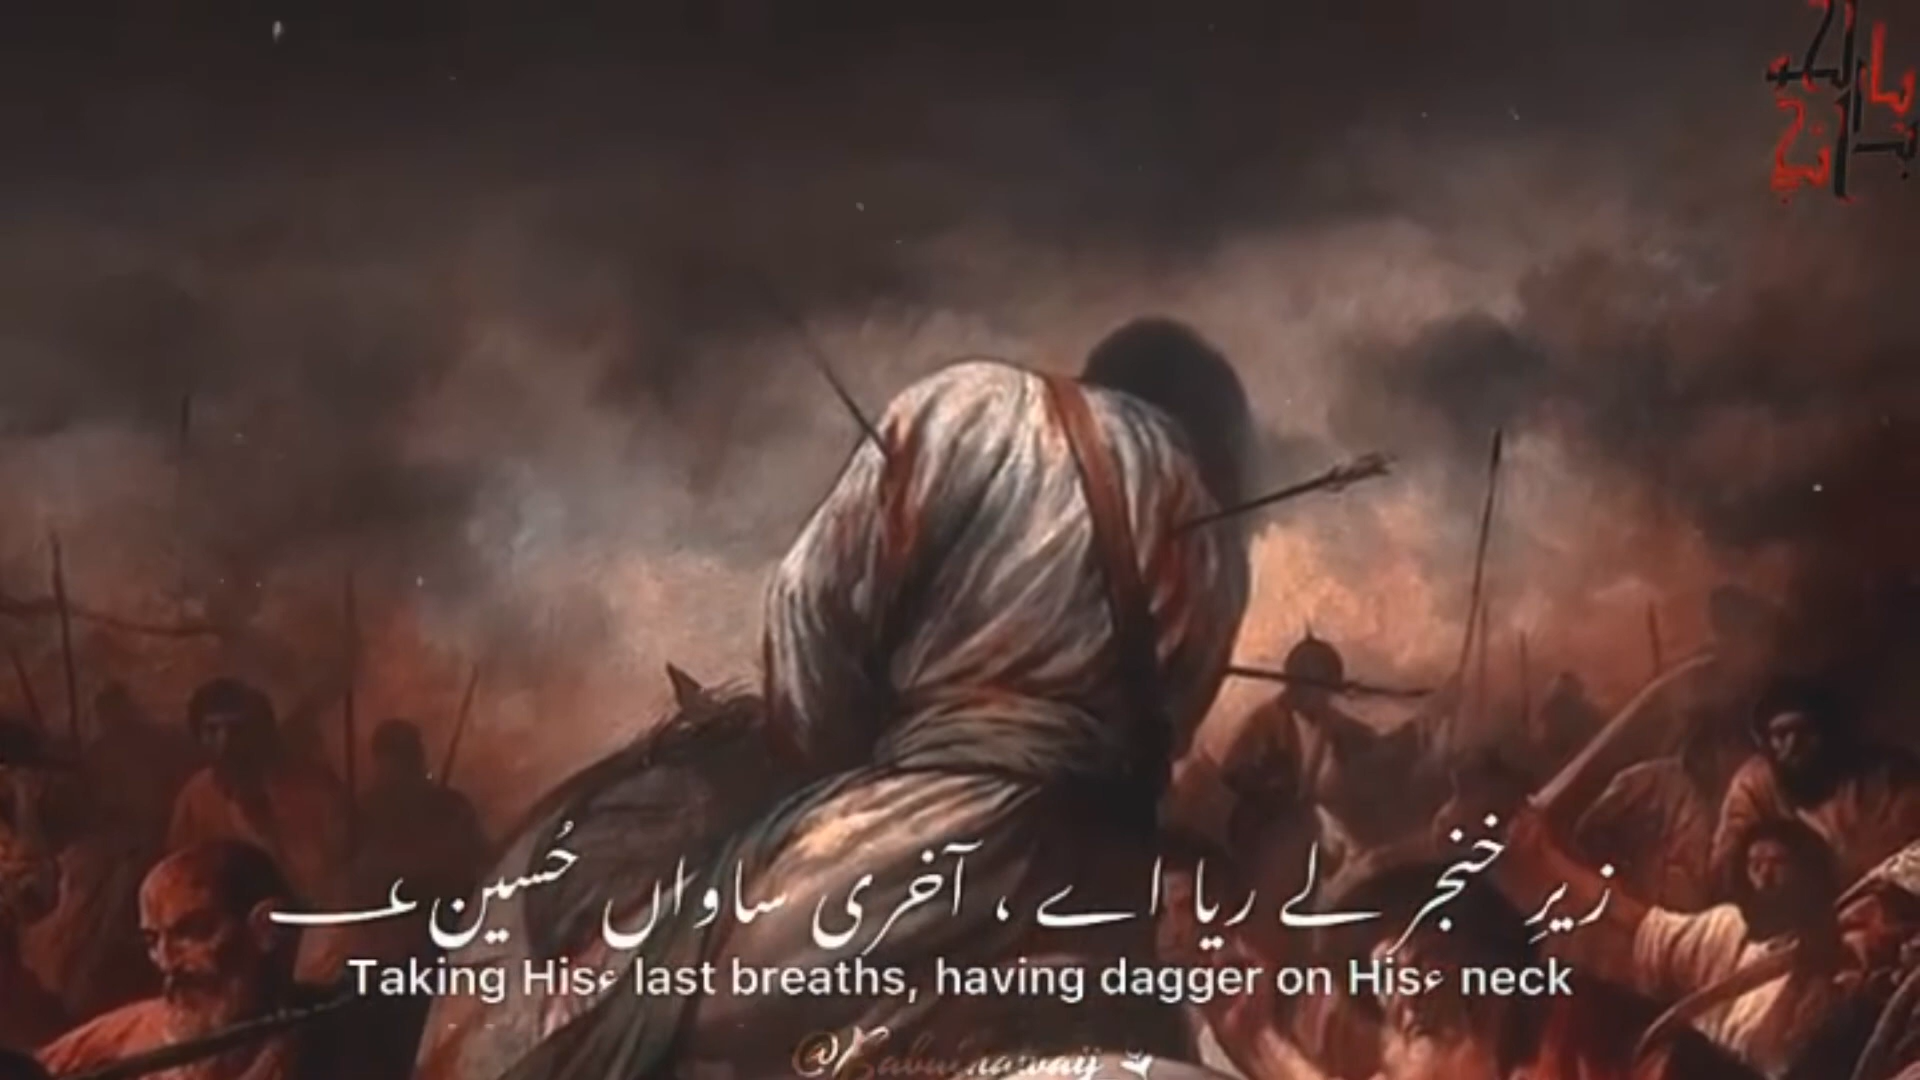 زیرِ خنجر لے ریا اے ، آخری ساواں حُسین ؏
Taking His؏ last breaths, having dagger on His؏ neck